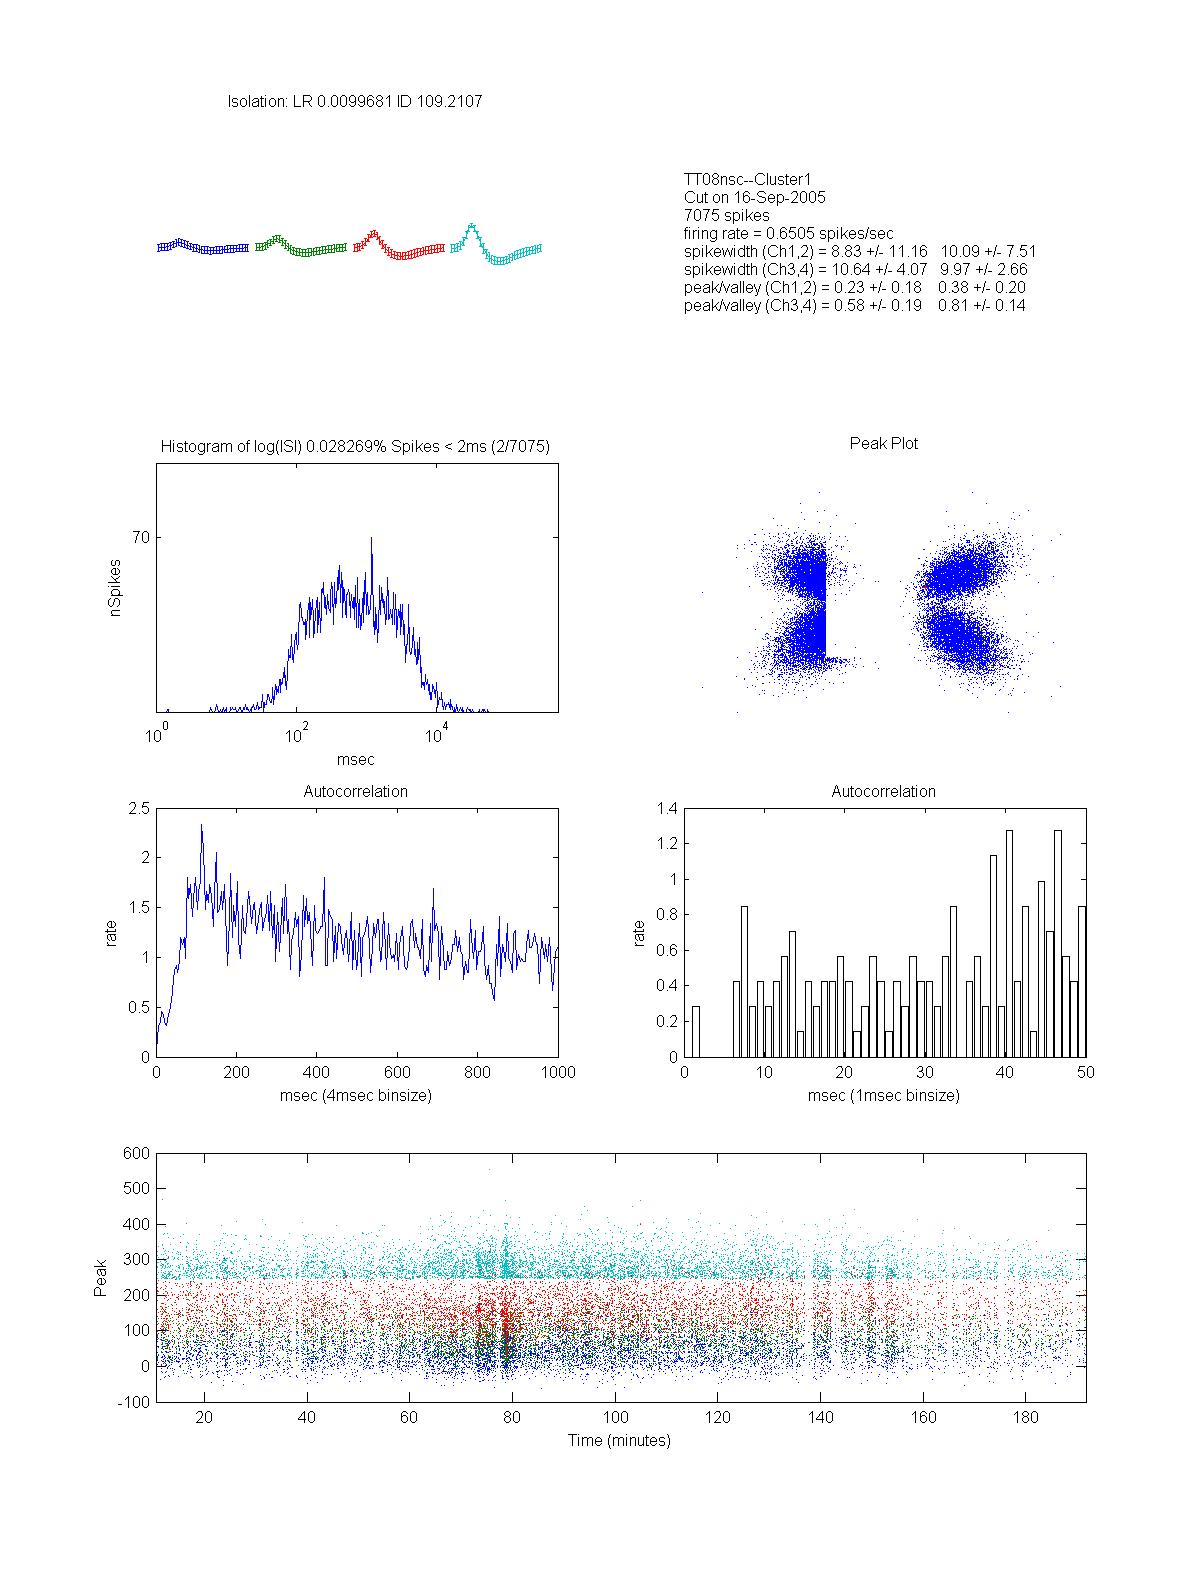 Isolation: LR 0.0099681 ID 109.2107
TT08nsc--Cluster1
Cut on 16-Sep-2005
7075 spikes
firing rate = 0.6505 spikes/sec
spikewidth (Ch1,2) = 8.83 +/- 11.16 10.09 +/- 7.51
spikewidth (Ch3,4) = 10.64 +/- 4.07 9.97 +/- 2.66
peak/valley (Ch1,2) = 0.23 +/- 0.18 0.38 +/- 0.20
peak/valley (Ch3,4) = 0.58 +/- 0.19 0.81 +/- 0.14
Histogram of log(ISI) 0.028269% Spikes < 2ms (2/7075)
70
nSpikes
10^0 10^2 10^4
msec
Peak Plot
Autocorrelation
2.5
2
1.5
1
0.5
0
rate
0 200 400 600 800 1000
msec (4msec binsize)
Autocorrelation
1.4
1.2
1
0.8
0.6
0.4
0.2
0
rate
0 10 20 30 40 50
msec (1msec binsize)
600
500
400
300
200
100
0
-100
Peak
20 40 60 80 100 120 140 160 180
Time (minutes)